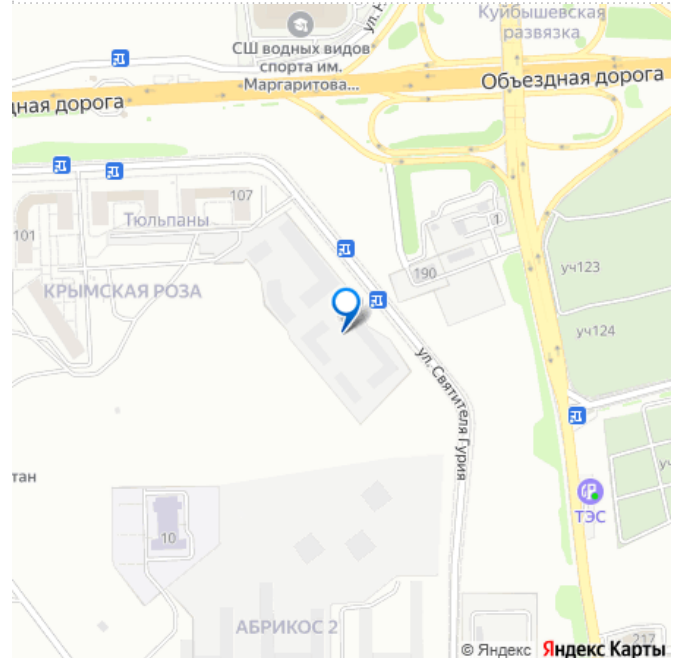 Куйбышевская
развязка
ул. Н
СШ водных видов
спорта им.
Маргаритова...
Объездная дорога
дная дорога
107
Тюльпаны
101
1
190
уч123
КРЫМСКАЯ РОЗА
уч124
ул. Святителя Гурия
тан
уч
ТЭС
10
АБРИКОС 2
217
© Яндекс Яндекс Карты